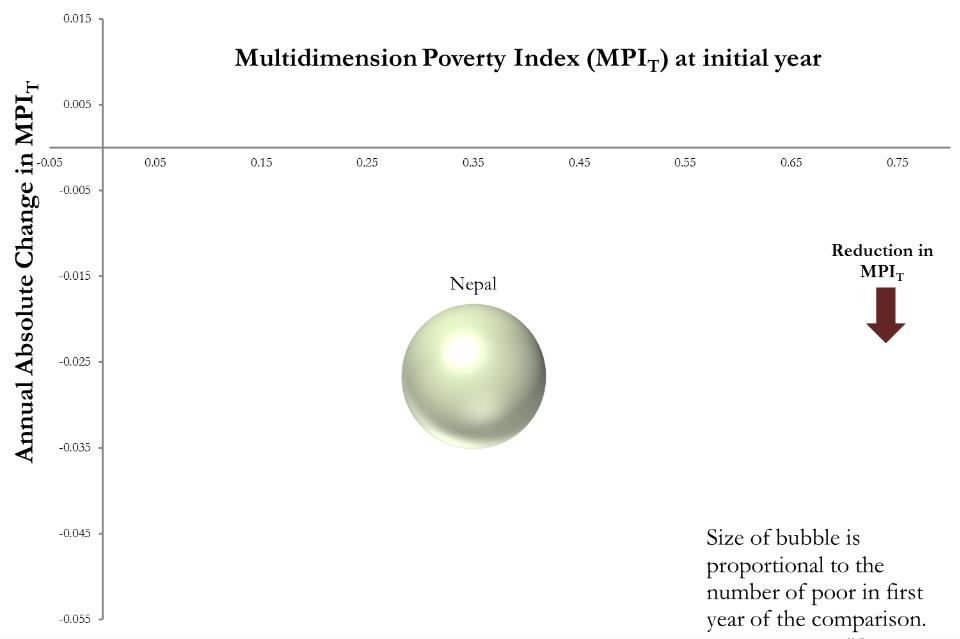 0.015
Multidimension Poverty Index (MPIT) at initial year
0.005
-0.05 0.05 0.15 0.25 0.35 0.45 0.55 0.65 0.75
-0.005
Annual Absolute Change in MPIT
Reduction in
MPIT
-0.015
Nepal
-0.025
-0.035
-0.045
Size of bubble is
proportional to the
number of poor in first
year of the comparison.
-0.055